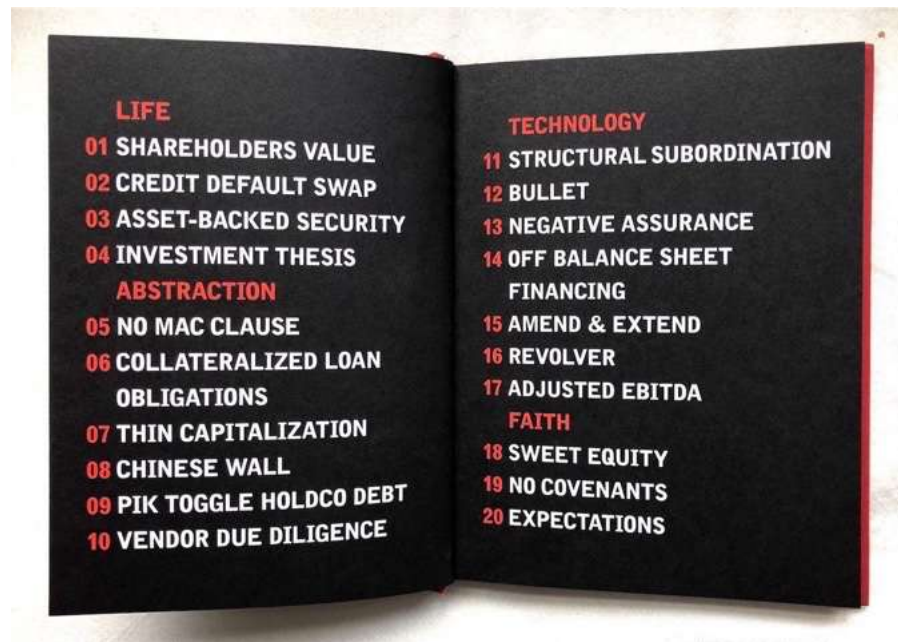 LIFE
01 SHAREHOLDERS VALUE
02 CREDIT DEFAULT SWAP
03 ASSET-BACKED SECURITY
04 INVESTMENT THESIS
ABSTRACTION
05 NO MAC CLAUSE
06 COLLATERALIZED LOAN
OBLIGATIONS
07 THIN CAPITALIZATION
08 CHINESE WALL
09 PIK TOGGLE HOLDCO DEBT
10 VENDOR DUE DILIGENCE
TECHNOLOGY
11 STRUCTURAL SUBORDINATION
12 BULLET
13 NEGATIVE ASSURANCE
14 OFF BALANCE SHEET
FINANCING
15 AMEND & EXTEND
16 REVOLVER
17 ADJUSTED EBITDA
FAITH
18 SWEET EQUITY
19 NO COVENANTS
20 EXPECTATIONS